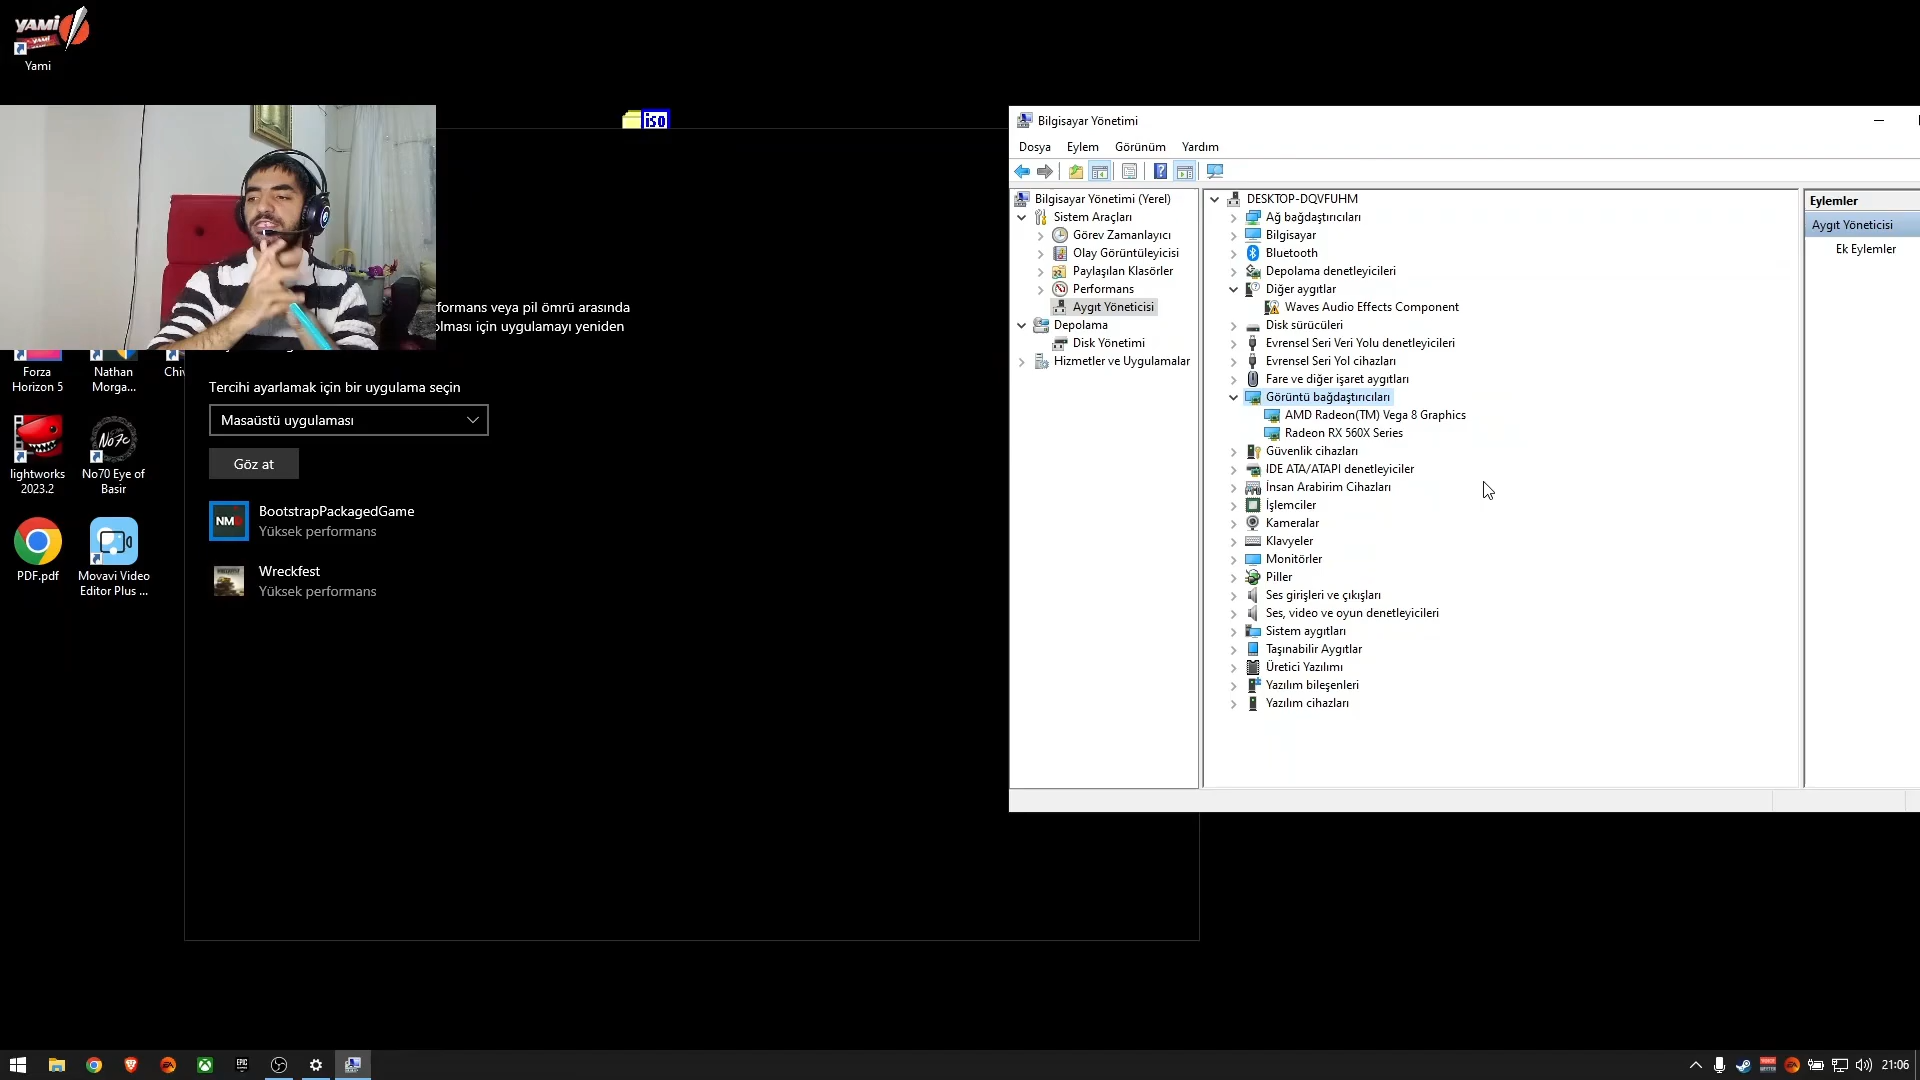 YAMi
Yami
iso
formans veya pil ömrü arasında
olması için uygulamayı yeniden
Tercihi ayarlamak için bir uygulama seçin
Masaüstü uygulaması
Göz at
NM
BootstrapPackagedGame
Yüksek performans
Wreckfest
Yüksek performans
Forza
Horizon 5
Nathan
Morga...
Chiv
lightworks
2023.2
No7c
No70 Eye of
Basir
PDF.pdf
Movavi Video
Editor Plus ...
Bilgisayar Yönetimi
Dosya Eylem Görünüm Yardım
Bilgisayar Yönetimi (Yerel)
Sistem Araçları
Görev Zamanlayıcı
Olay Görüntüleyicisi
Paylaşılan Klasörler
Performans
Aygıt Yöneticisi
Depolama
Disk Yönetimi
Hizmetler ve Uygulamalar
DESKTOP-DQVFUHM
Ağ bağdaştırıcıları
Bilgisayar
Bluetooth
Depolama denetleyicileri
Diğer aygıtlar
Waves Audio Effects Component
Disk sürücüleri
Evrensel Seri Veri Yolu denetleyicileri
Evrensel Seri Yol cihazları
Fare ve diğer işaret aygıtları
Görüntü bağdaştırıcıları
AMD Radeon(TM) Vega 8 Graphics
Radeon RX 560X Series
Güvenlik cihazları
IDE ATA/ATAPI denetleyiciler
İnsan Arabirim Cihazları
İşlemciler
Kameralar
Klavyeler
Monitörler
Piller
Ses girişleri ve çıkışları
Ses, video ve oyun denetleyicileri
Sistem aygıtları
Taşınabilir Aygıtlar
Üretici Yazılımı
Yazılım bileşenleri
Yazılım cihazları
Eylemler
Aygıt Yöneticisi
Ek Eylemler
EPIC
21:06